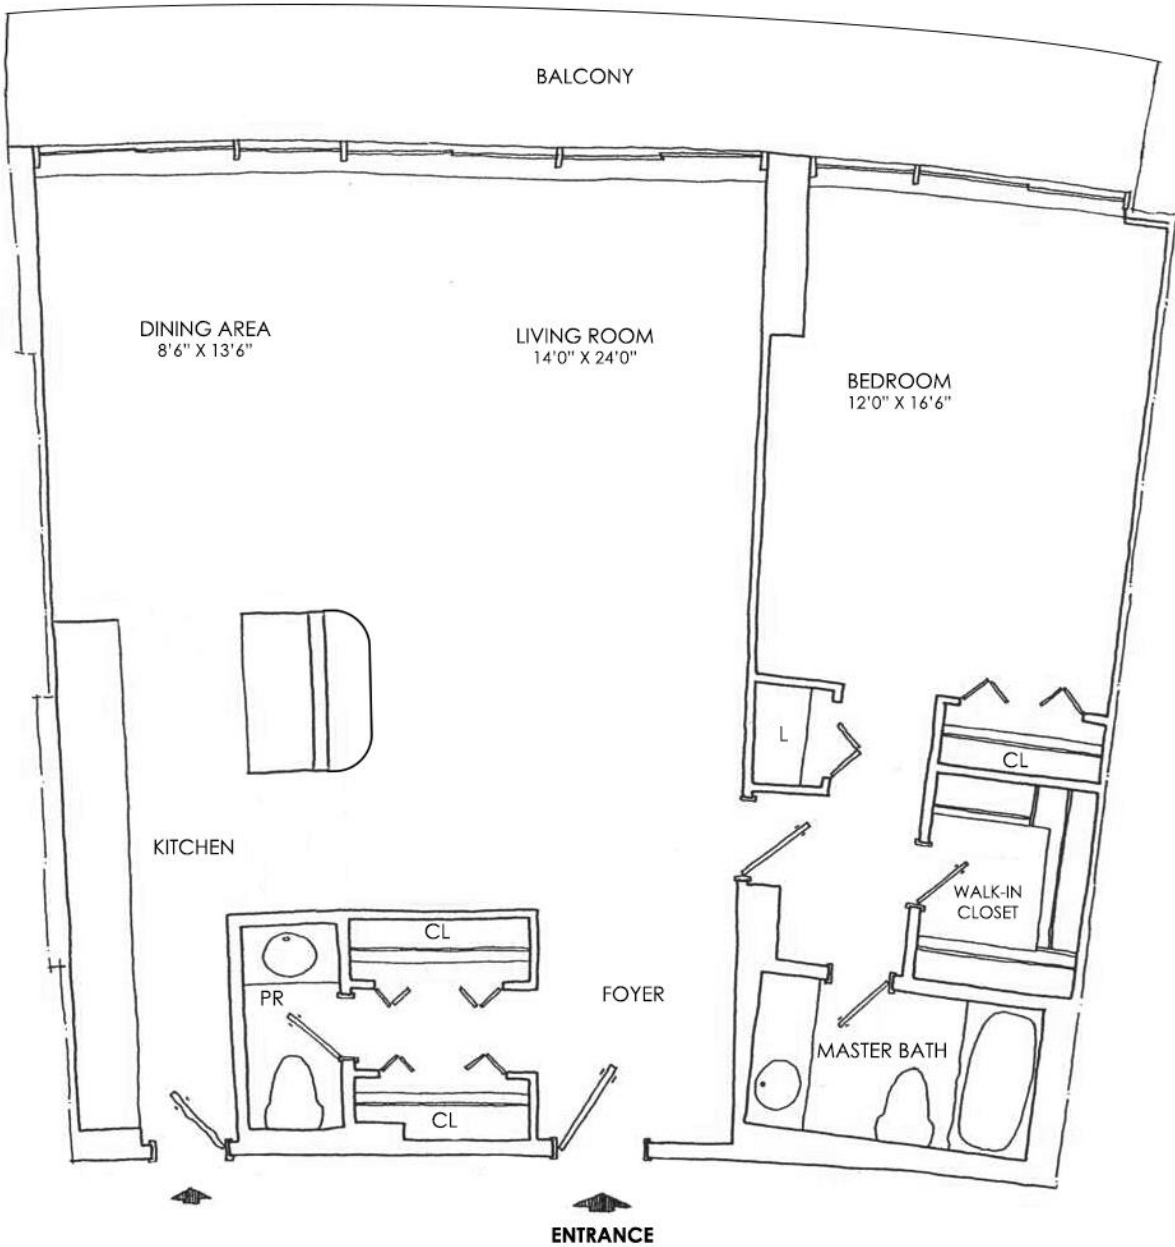 BALCONY
DINING AREA
8'6" X 13'6"
LIVING ROOM
14'0" X 24'0"
BEDROOM
12'0" X 16'6"
L
CL
KITCHEN
WALK-IN
CLOSET
CL
PR
FOYER
MASTER BATH
CL
ENTRANCE